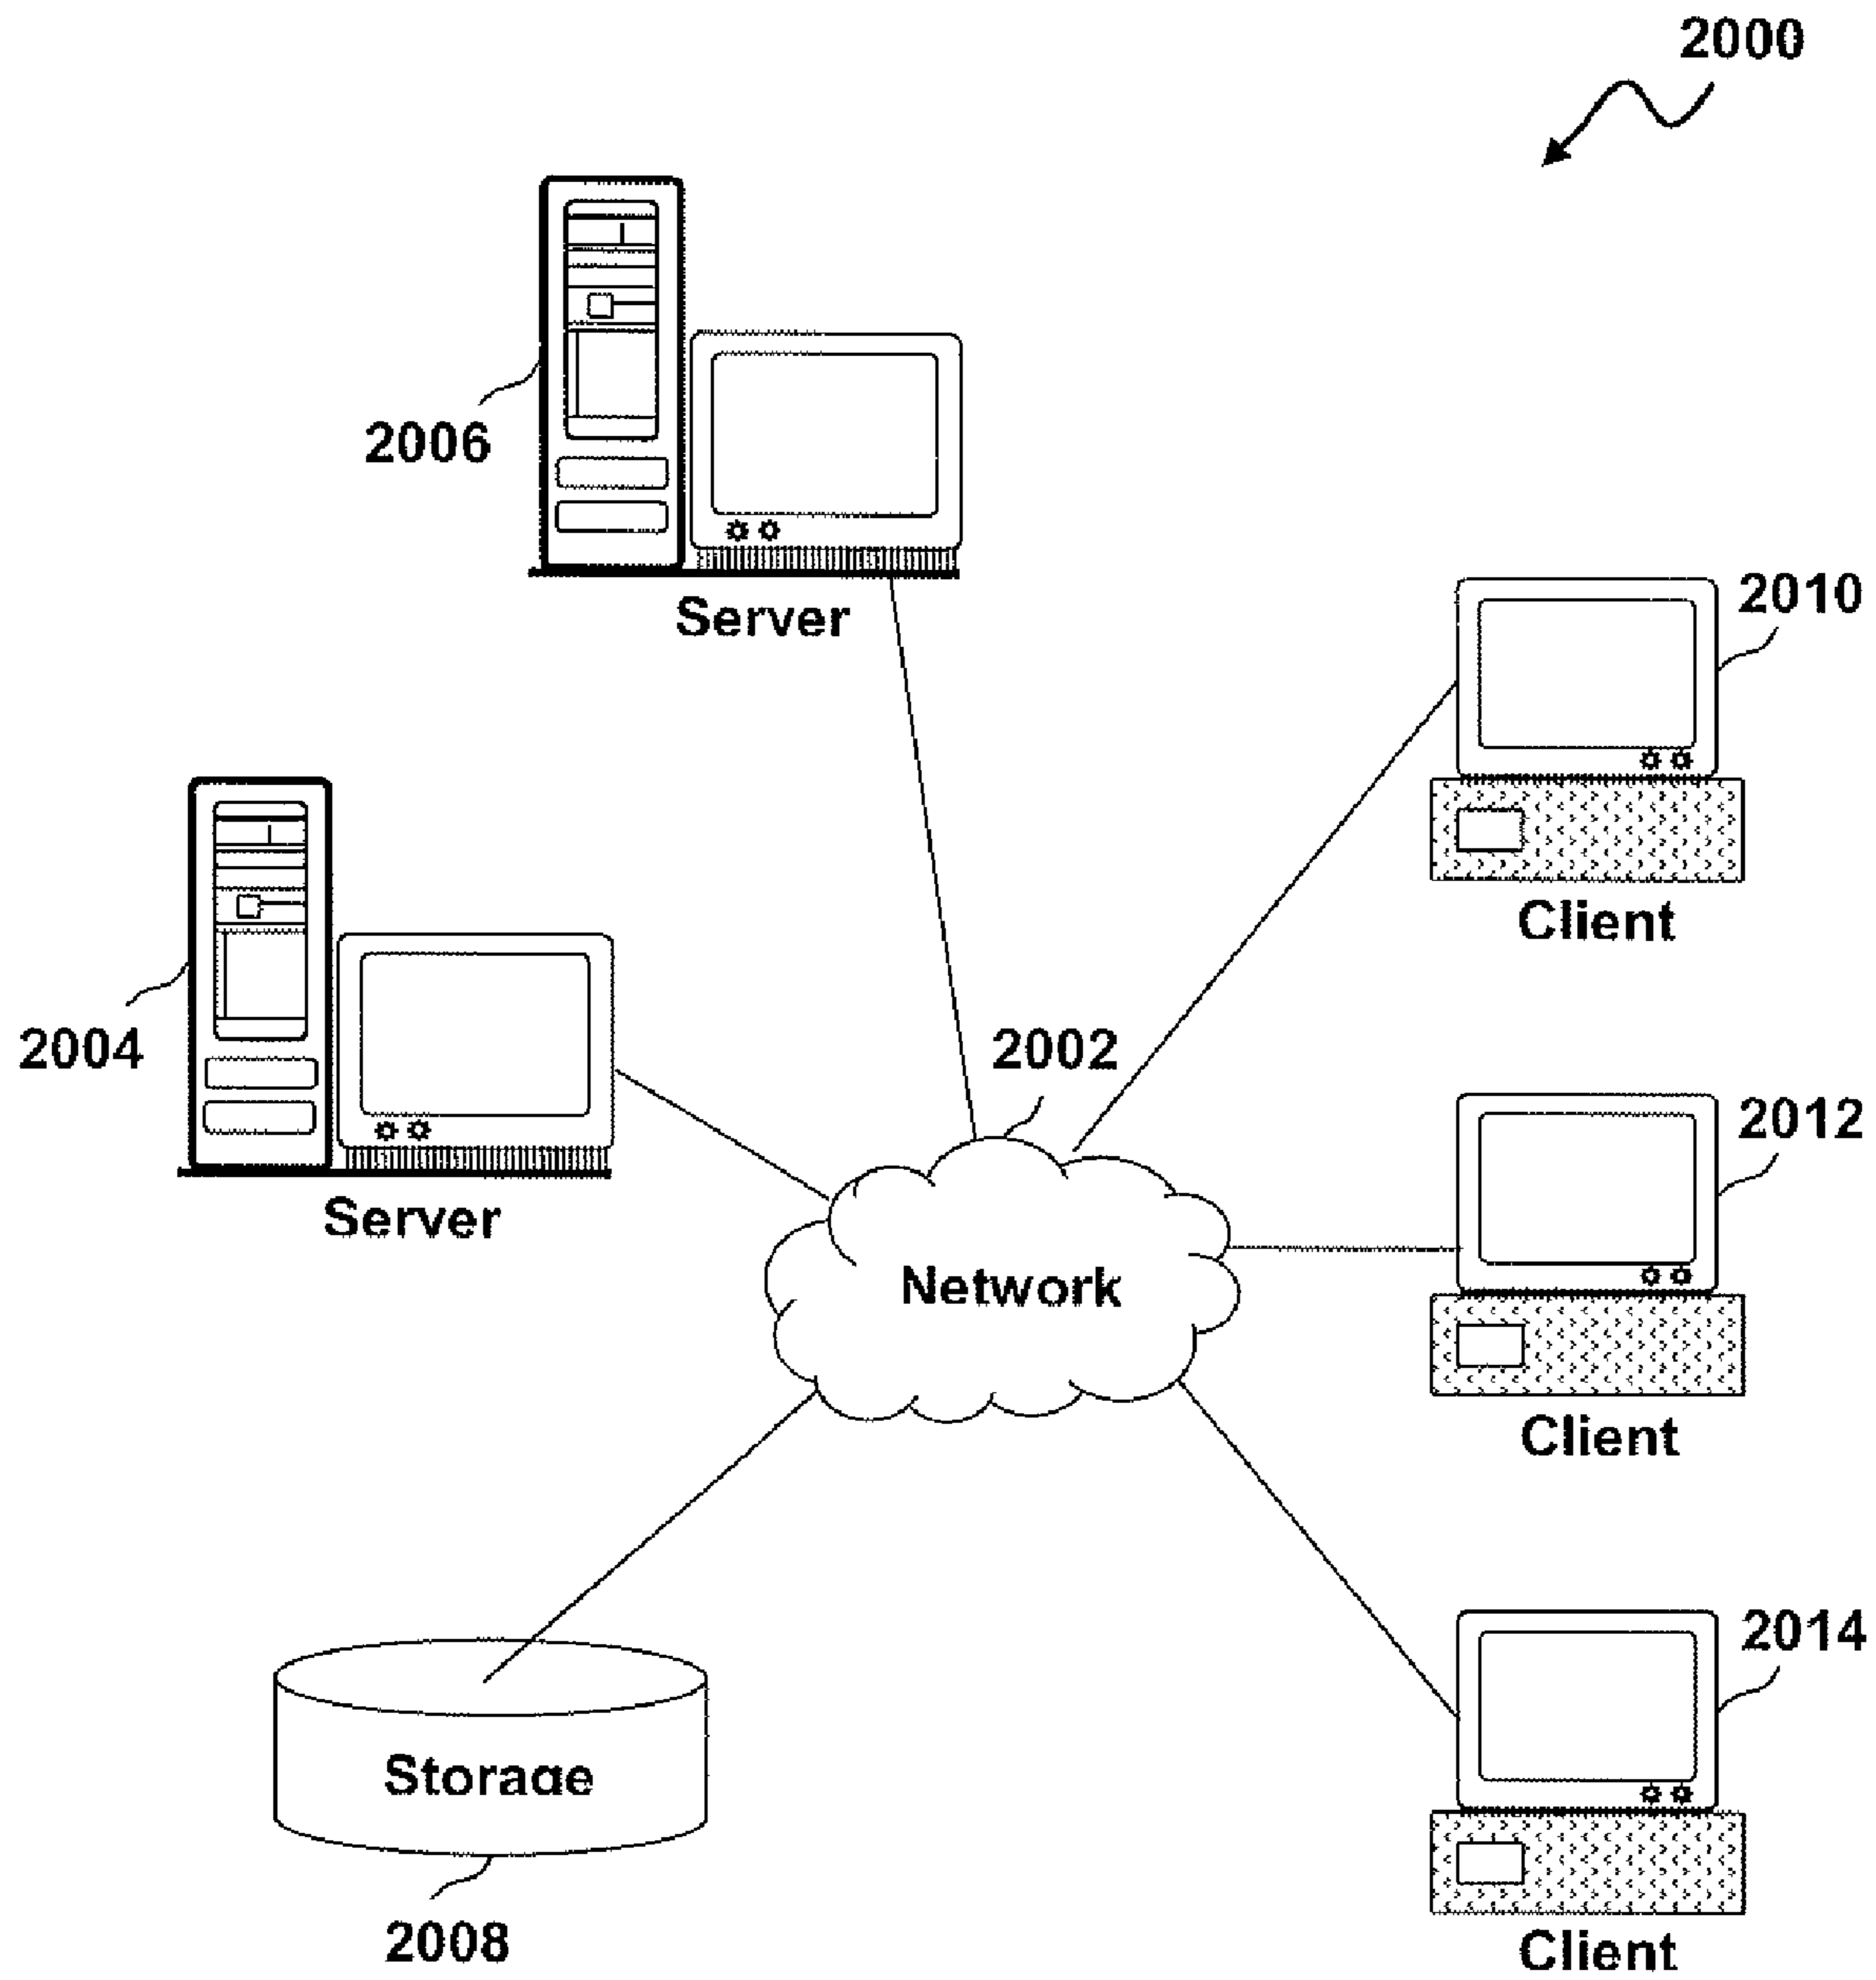 2000
2006
Server
2010
Client
2004
Server
2002
Network
2012
Client
Storage
2008
2014
Client